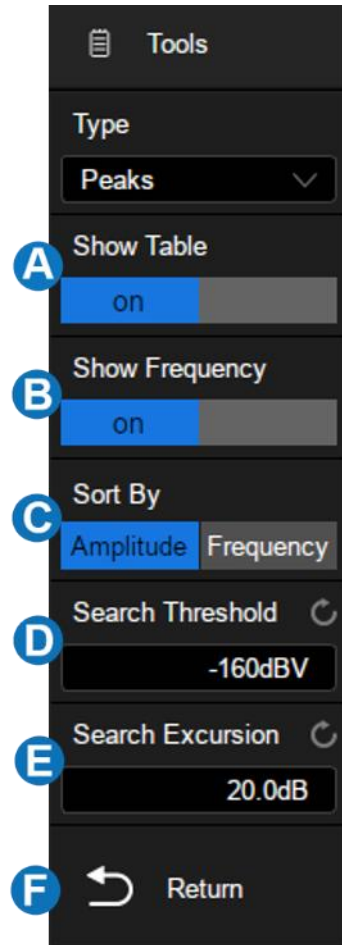 Tools
Type
Peaks
A
Show Table
on
B
Show Frequency
on
C
Sort By
Amplitude Frequency
D
Search Threshold
-160dBV
E
Search Excursion
20.0dB
F
Return